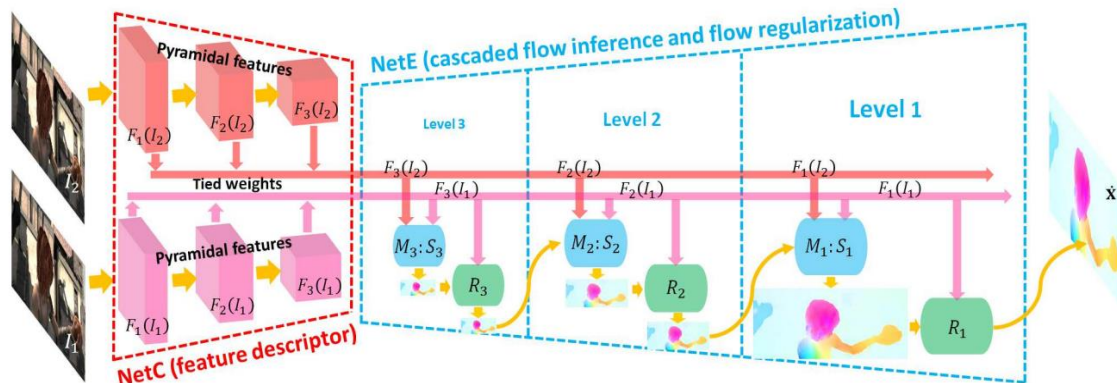 Pyramidal features
F₁(I₂)
F₂(I₂)
F₃(I₂)
I₂
Tied weights
Pyramidal features
F₁(I₁)
F₂(I₁)
F₃(I₁)
I₁
NetC (feature descriptor)
NetE (cascaded flow inference and flow regularization)
Level 3
F₃(I₂)
F₃(I₁)
M₃:S₃
R₃
Level 2
F₂(I₂)
F₂(I₁)
M₂:S₂
R₂
Level 1
F₁(I₂)
F₁(I₁)
M₁:S₁
R₁
ẋ